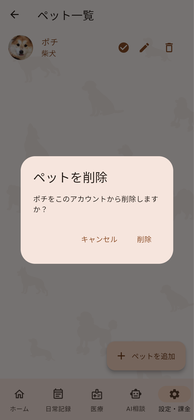 ペット一覧
ポチ
柴犬
ペットを削除
ポチをこのアカウントから削除します
か？
キャンセル
削除
ペットを追加
ホーム
日常記録
医療
AI相談
設定・課金